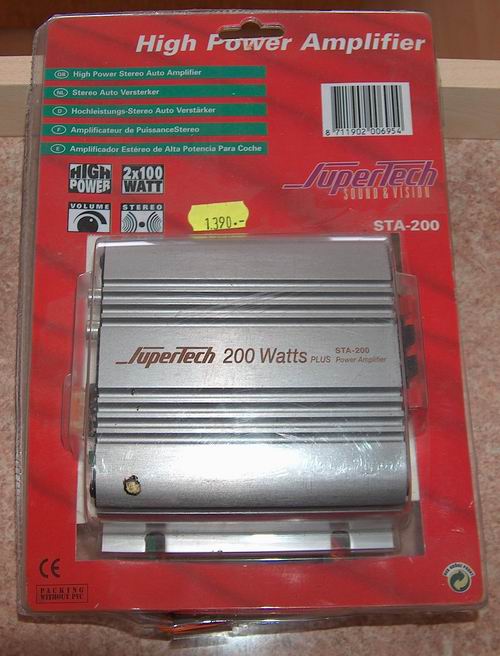 High Power Amplifier
GB High Power Stereo Auto Amplifier
NL Stereo Auto Versterker
D Hochleistungs-Stereo Auto Verstärker
F Amplificateur de PuissanceStereo
E Amplificador Estéreo de Alta Potencia Para Coche
8 711902 006954
HIGH POWER
2x100 WATT
VOLUME
STEREO
SuperTech
SOUND & VISION
1.390.-
STA-200
SuperTech 200 Watts PLUS
STA-200
Power Amplifier
CE
PACKING
WITHOUT PVC